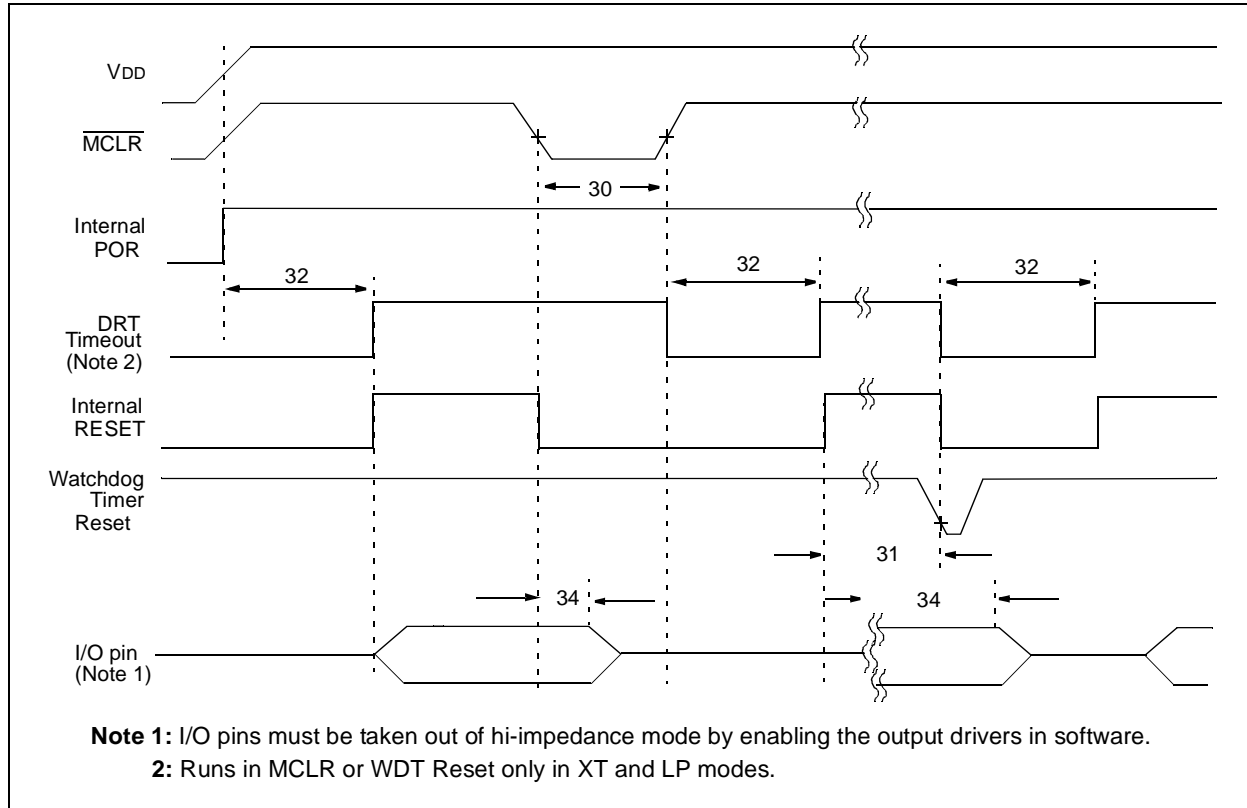 VDD
MCLR
30
Internal
POR
32
32
32
DRT
Timeout
(Note 2)
Internal
RESET
Watchdog
Timer
Reset
31
34
34
I/O pin
(Note 1)
Note 1: I/O pins must be taken out of hi-impedance mode by enabling the output drivers in software.
2: Runs in MCLR or WDT Reset only in XT and LP modes.